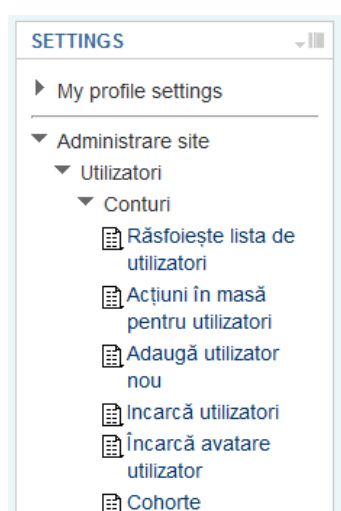 SETTINGS
My profile settings
Administrare site
Utilizatori
Conturi
Răsfoiește lista de
utilizatori
Acțiuni în masă
pentru utilizatori
Adaugă utilizator
nou
Incarcă utilizatori
Încarcă avatare
utilizator
Cohorte